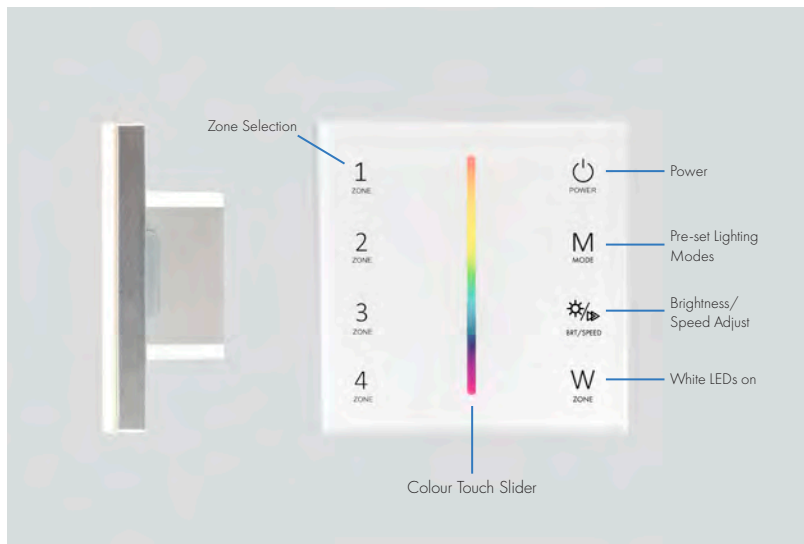 Zone Selection
1
ZONE
2
ZONE
3
ZONE
4
ZONE
POWER
M
MODE
BRT/SPEED
W
ZONE
Power
Pre-set Lighting
Modes
Brightness/
Speed Adjust
White LEDs on
Colour Touch Slider